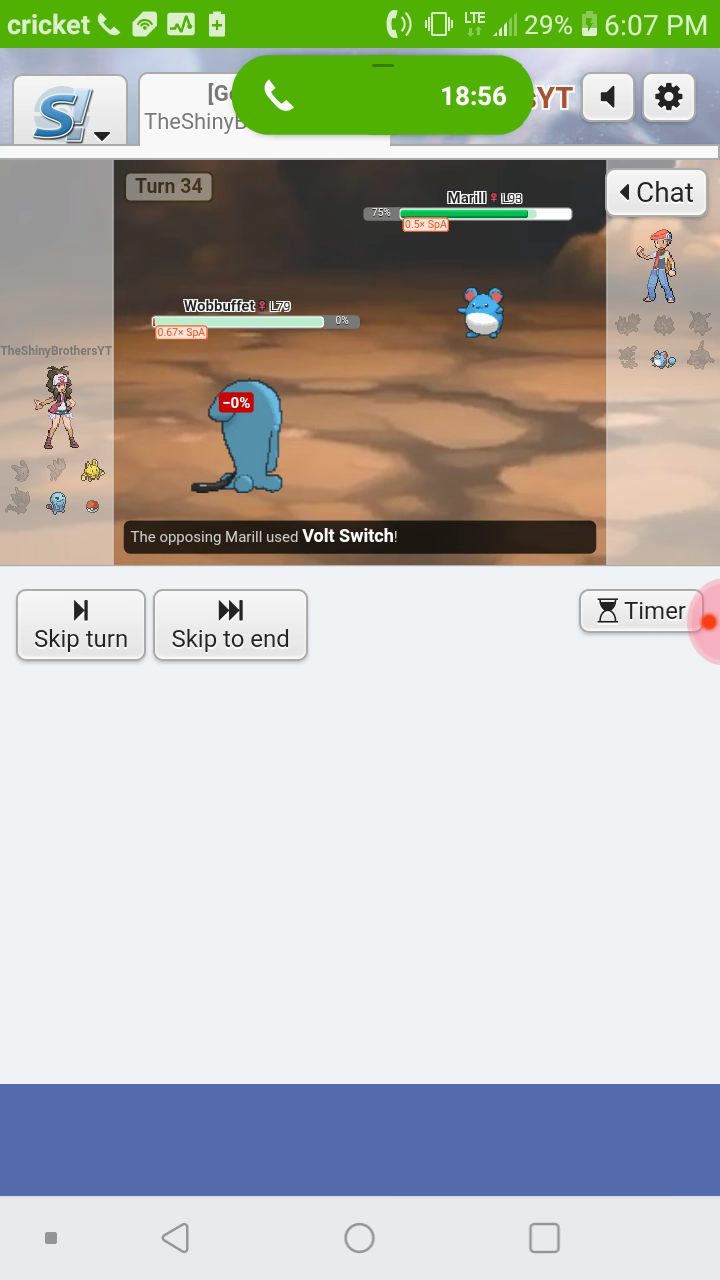 cricket LTE 29% 6:07 PM
18:56
[G YT
TheShinyB
Turn 34
Chat
Marill ♀ L93
75%
0.5× SpA
Wobbuffet ♀ L79
0%
0.67× SpA
TheShinyBrothersYT
−0%
The opposing Marill used Volt Switch!
Skip turn
Skip to end
Timer